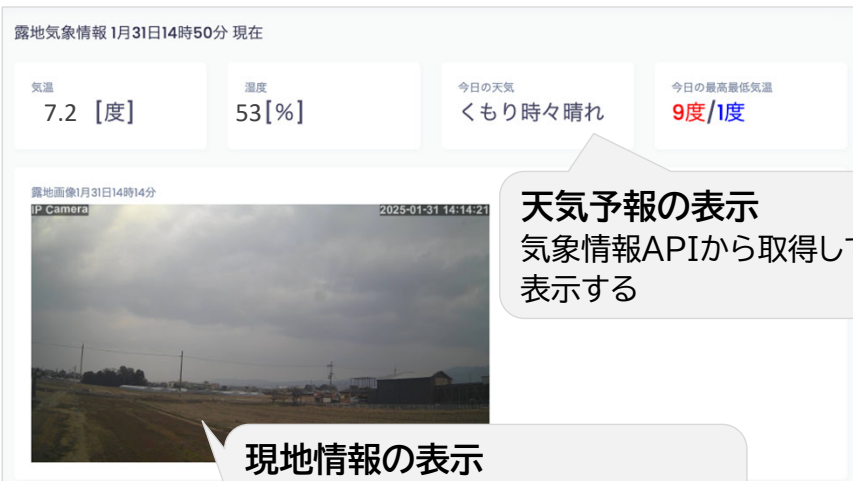 露地気象情報 1月31日14時50分 現在
気温
7.2 [度]
湿度
53[%]
今日の天気
くもり時々晴れ
今日の最高最低気温
9度/1度
露地画像1月31日14時14分
IP Camera
2025-01-31 14:14:21
天気予報の表示
気象情報APIから取得して
表示する
現地情報の表示